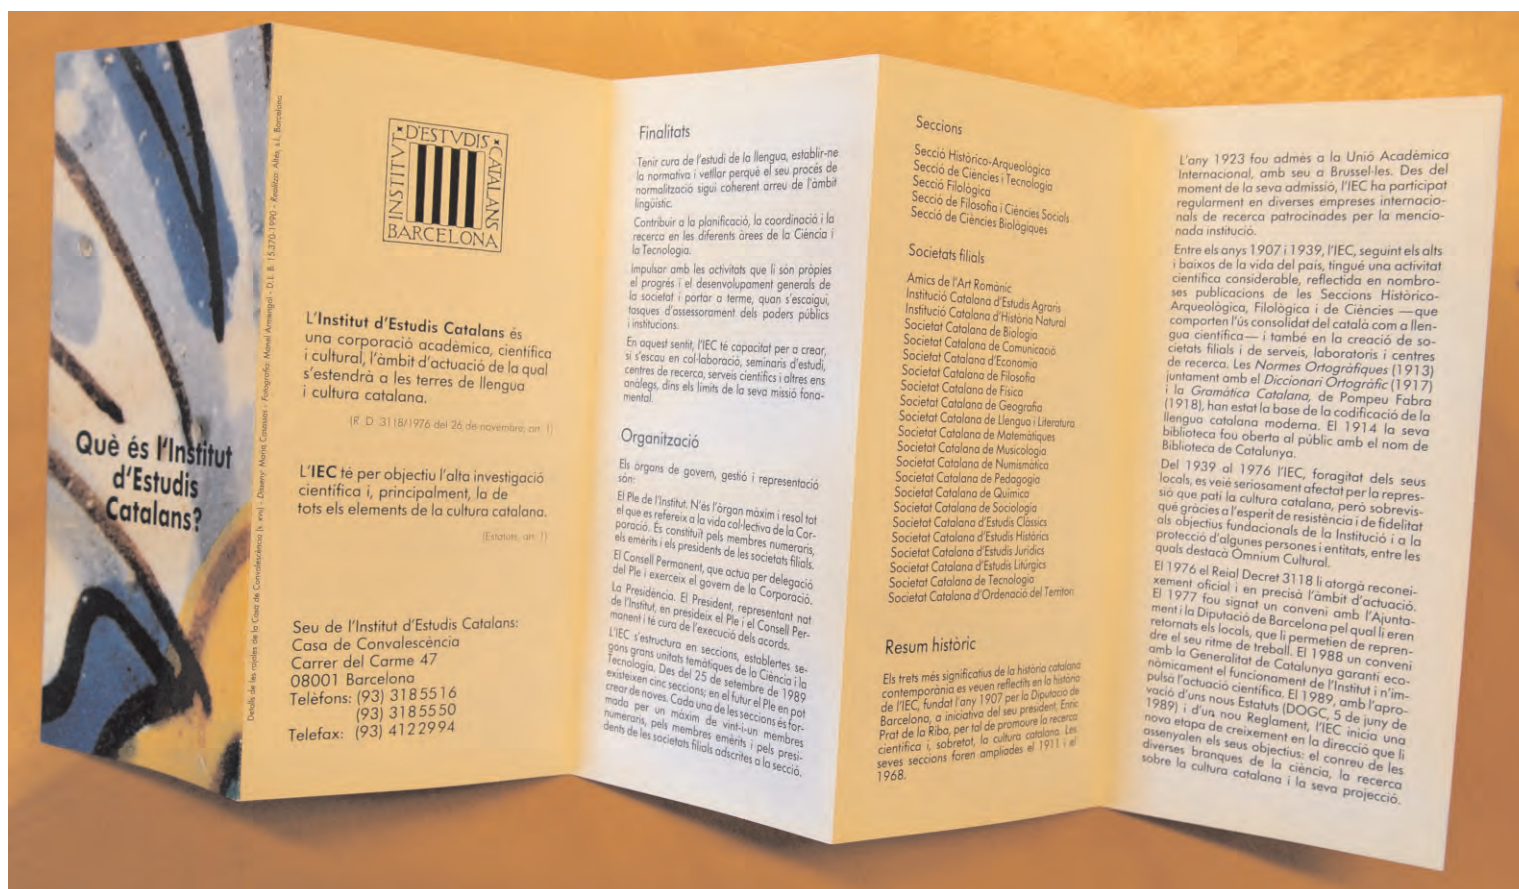 Què és l'Institut
d'Estudis
Catalans?
Detalls de les rajoles de la Casa de Convalescència (s. XVII) - Disseny: Maria Casassas - Fotografia: Manel Armengol - D.L. B. 15.370-1990 - Realitza: Altés, s.l. Barcelona
INSTITUT
D'ESTVDIS
CATALANS
BARCELONA
L'Institut d'Estudis Catalans és
una corporació acadèmica, científica
i cultural, l'àmbit d'actuació de la qual
s'estendrà a les terres de llengua
i cultura catalana.
(R. D. 3118/1976 del 26 de novembre, art. 1)
L'IEC té per objectiu l'alta investigació
científica i, principalment, la de
tots els elements de la cultura catalana.
(Estatuts, art. 1)
Seu de l'Institut d'Estudis Catalans:
Casa de Convalescència
Carrer del Carme 47
08001 Barcelona
Telèfons: (93) 3185516
(93) 3185550
Telefax: (93) 4122994
Finalitats
Tenir cura de l'estudi de la llengua, establir-ne
la normativa i vetllar perquè el seu procés de
normalització sigui coherent arreu de l'àmbit
lingüístic.
Contribuir a la planificació, la coordinació i la
recerca en les diferents àrees de la Ciència i
la Tecnologia.
Impulsar amb les activitats que li són pròpies
el progrés i el desenvolupament generals de
la societat i portar a terme, quan s'escaigui,
tasques d'assessorament dels poders públics
i institucions.
En aquest sentit, l'IEC té capacitat per a crear,
si s'escau en col·laboració, seminaris d'estudi,
centres de recerca, serveis científics i altres ens
anàlegs, dins els límits de la seva missió fona-
mental.
Organització
Els òrgans de govern, gestió i representació
són:
El Ple de l'Institut. N'és l'òrgan màxim i resol tot
el que es refereix a la vida col·lectiva de la Cor-
poració. És constituït pels membres numeraris,
els emèrits i els presidents de les societats filials.
El Consell Permanent, que actua per delegació
del Ple i exerceix el govern de la Corporació.
La Presidència. El President, representant nat
de l'Institut, en presideix el Ple i el Consell Per-
manent i té cura de l'execució dels acords.
L'IEC s'estructura en seccions, establertes se-
gons grans unitats temàtiques de la Ciència i la
Tecnologia. Des del 25 de setembre de 1989
existeixen cinc seccions; en el futur el Ple en pot
crear de noves. Cada una de les seccions és for-
mada per un màxim de vint-i-un membres
numeraris, pels membres emèrits i pels presi-
dents de les societats filials adscrites a la secció.
Seccions
Secció Històrico-Arqueològica
Secció de Ciències i Tecnologia
Secció Filològica
Secció de Filosofia i Ciències Socials
Secció de Ciències Biològiques
Societats filials
Amics de l'Art Romànic
Institució Catalana d'Estudis Agraris
Institució Catalana d'Història Natural
Societat Catalana de Biologia
Societat Catalana de Comunicació
Societat Catalana d'Economia
Societat Catalana de Filosofia
Societat Catalana de Física
Societat Catalana de Geografia
Societat Catalana de Llengua i Literatura
Societat Catalana de Matemàtiques
Societat Catalana de Musicologia
Societat Catalana de Numismàtica
Societat Catalana de Pedagogia
Societat Catalana de Química
Societat Catalana de Sociologia
Societat Catalana d'Estudis Clàssics
Societat Catalana d'Estudis Històrics
Societat Catalana d'Estudis Jurídics
Societat Catalana d'Estudis Litúrgics
Societat Catalana de Tecnologia
Societat Catalana d'Ordenació del Territori
Resum històric
Els trets més significatius de la història catalana
contemporània es veuen reflectits en la història
de l'IEC, fundat l'any 1907 per la Diputació de
Barcelona, a iniciativa del seu president, Enric
Prat de la Riba, per tal de promoure la recerca
científica i, sobretot, la cultura catalana. Les
seves seccions foren ampliades el 1911 i el
1968.
L'any 1923 fou admès a la Unió Acadèmica
Internacional, amb seu a Brussel·les. Des del
moment de la seva admissió, l'IEC ha participat
regularment en diverses empreses internacio-
nals de recerca patrocinades per la mencio-
nada institució.
Entre els anys 1907 i 1939, l'IEC, seguint els alts
i baixos de la vida del país, tingué una activitat
científica considerable, reflectida en nombro-
ses publicacions de les Seccions Històrico-
Arqueològica, Filològica i de Ciències —que
comporten l'ús consolidat del català com a llen-
gua científica— i també en la creació de so-
cietats filials i de serveis, laboratoris i centres
de recerca. Les Normes Ortogràfiques (1913)
juntament amb el Diccionari Ortogràfic (1917)
i la Gramàtica Catalana, de Pompeu Fabra
(1918), han estat la base de la codificació de la
llengua catalana moderna. El 1914 la seva
biblioteca fou oberta al públic amb el nom de
Biblioteca de Catalunya.
Del 1939 al 1976 l'IEC, foragitat dels seus
locals, es veié seriosament afectat per la repres-
sió que patí la cultura catalana, però sobrevis-
qué gràcies a l'esperit de resistència i de fidelitat
als objectius fundacionals de la Institució i a la
protecció d'algunes persones i entitats, entre les
quals destacà Òmnium Cultural.
El 1976 el Reial Decret 3118 li atorgà reconei-
xement oficial i en precisà l'àmbit d'actuació.
El 1977 fou signat un conveni amb l'Ajunta-
ment i la Diputació de Barcelona pel qual li eren
retornats els locals, que li permetien de repren-
dre el seu ritme de treball. El 1988 un conveni
amb la Generalitat de Catalunya garantí eco-
nòmicament el funcionament de l'Institut i n'im-
pulsà l'actuació científica. El 1989, amb l'apro-
vació d'uns nous Estatuts (DOGC, 5 de juny de
1989) i d'un nou Reglament, l'IEC inicia una
nova etapa de creixement en la direcció que li
assenyalen els seus objectius: el conreu de les
diverses branques de la ciència, la recerca
sobre la cultura catalana i la seva projecció.